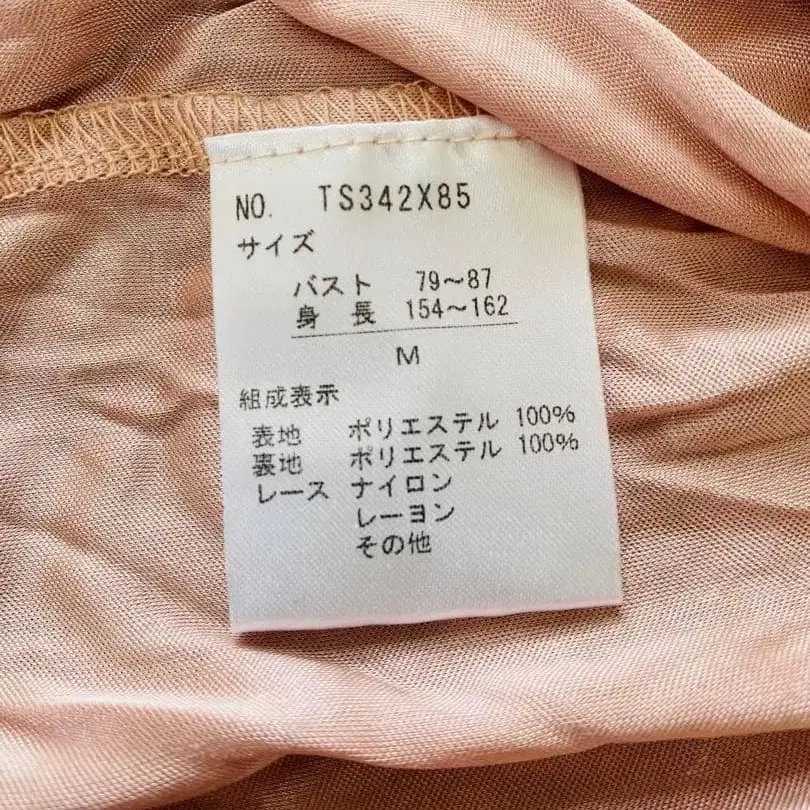 NO. TS342X85
サイズ
バスト 79〜87
身長 154〜162
M
組成表示
表地 ポリエステル 100%
裏地 ポリエステル 100%
レース ナイロン
レーヨン
その他